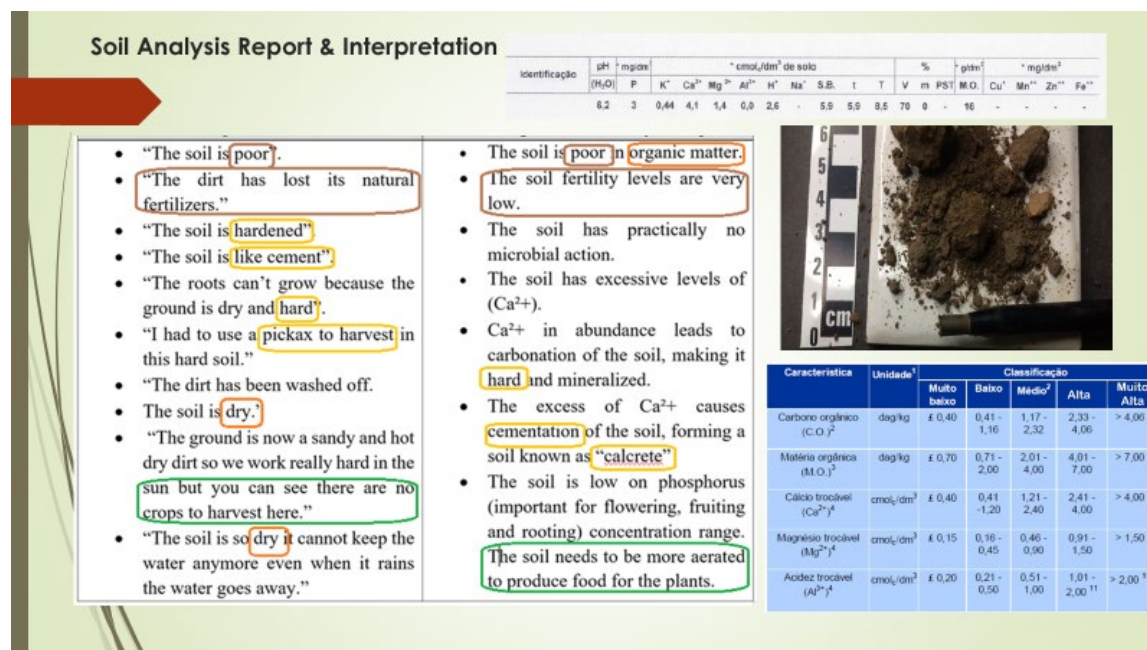 Soil Analysis Report & Interpretation
Identificação
pH
* mg/dm³
* cmolc/dm³ de solo
%
* g/dm³
* mg/dm³
(H₂O) P K⁺ Ca²⁺ Mg²⁺ Al³⁺ H⁺ Na⁺ S.B. t T V m PST M.O. Cu⁺ Mn⁺⁺ Zn⁺⁺ Fe⁺⁺
6,2 3 0,44 4,1 1,4 0,0 2,6 - 5,9 5,9 8,5 70 0 - 16 - - - -
• “The soil is poor”.
• “The dirt has lost its natural
fertilizers.”
• “The soil is hardened”.
• “The soil is like cement”.
• “The roots can’t grow because the
ground is dry and hard”.
• “I had to use a pickax to harvest in
this hard soil.”
• “The dirt has been washed off.
• The soil is dry.’
• “The ground is now a sandy and hot
dry dirt so we work really hard in the
sun but you can see there are no
crops to harvest here.”
• “The soil is so dry it cannot keep the
water anymore even when it rains
the water goes away.”
• The soil is poor in organic matter.
• The soil fertility levels are very
low.
• The soil has practically no
microbial action.
• The soil has excessive levels of
(Ca²+).
• Ca²+ in abundance leads to
carbonation of the soil, making it
hard and mineralized.
• The excess of Ca²+ causes
cementation of the soil, forming a
soil known as “calcrete”
• The soil is low on phosphorus
(important for flowering, fruiting
and rooting) concentration range.
The soil needs to be more aerated
to produce food for the plants.
6
5
4
3
2
1
0 cm
Característica Unidade¹ Classificação
Muito baixo Baixo Médio² Alta Muito Alta
Carbono orgânico (C.O.)² dag/kg £ 0,40 0,41 - 1,16 1,17 - 2,32 2,33 - 4,06 > 4,06
Matéria orgânica (M.O.)³ dag/kg £ 0,70 0,71 - 2,00 2,01 - 4,00 4,01 - 7,00 > 7,00
Cálcio trocável (Ca²⁺)⁴ cmolc/dm³ £ 0,40 0,41 -1,20 1,21 - 2,40 2,41 - 4,00 > 4,00
Magnésio trocável (Mg²⁺)⁴ cmolc/dm³ £ 0,15 0,16 - 0,45 0,46 - 0,90 0,91 - 1,50 > 1,50
Acidez trocável (Al³⁺)⁴ cmolc/dm³ £ 0,20 0,21 - 0,50 0,51 - 1,00 1,01 - 2,00 ¹¹ > 2,00